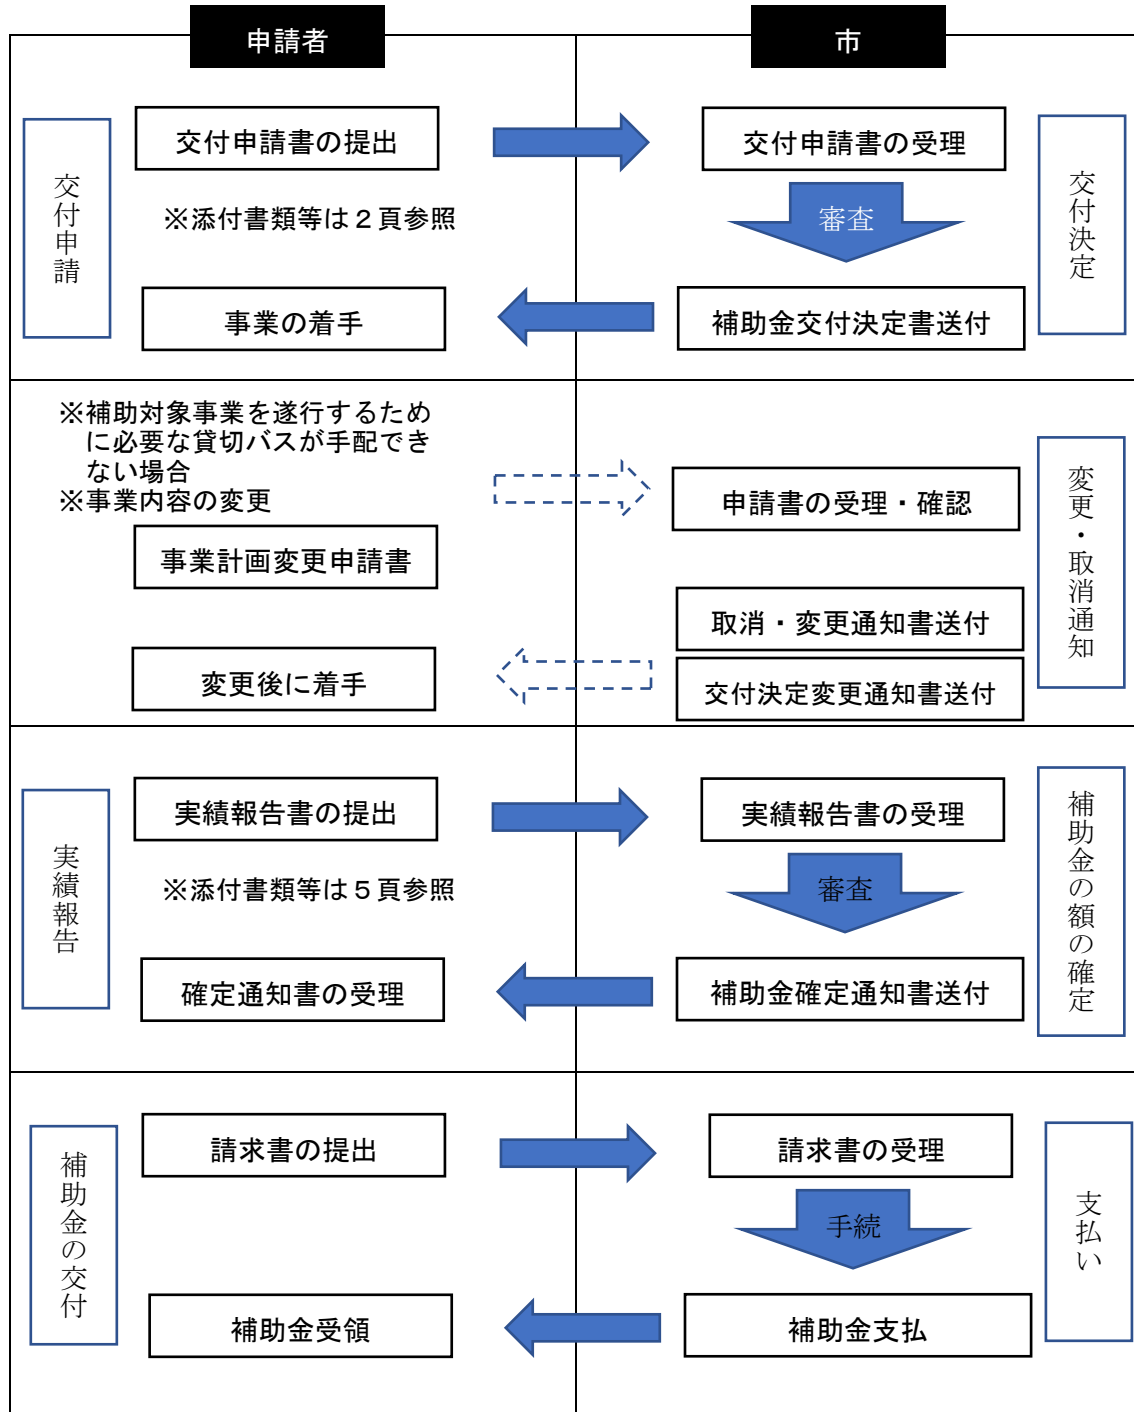 申請者
市
交付申請
交付申請書の提出
交付申請書の受理
交付決定
※添付書類等は２頁参照
審査
事業の着手
補助金交付決定書送付
※補助対象事業を遂行するため
に必要な貸切バスが手配でき
ない場合
※事業内容の変更
申請書の受理・確認
変更・取消通知
事業計画変更申請書
取消・変更通知書送付
変更後に着手
交付決定変更通知書送付
実績報告
実績報告書の提出
実績報告書の受理
補助金の額の確定
※添付書類等は５頁参照
審査
確定通知書の受理
補助金確定通知書送付
補助金の交付
請求書の提出
請求書の受理
支払い
手続
補助金受領
補助金支払